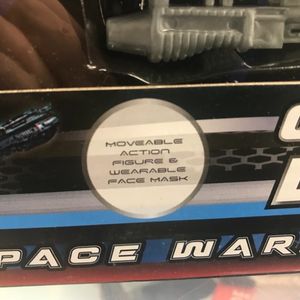 MOVEABLE
ACTION
FIGURE &
WEARABLE
FACE MASK
PACE WAR